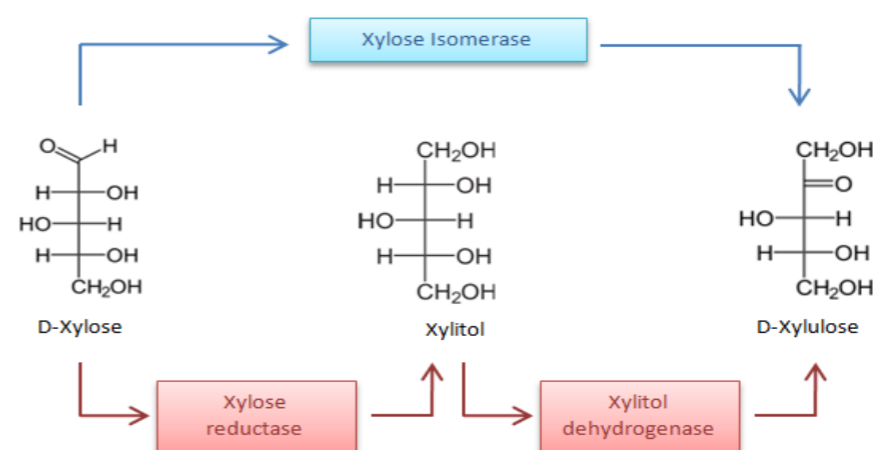 Xylose Isomerase
O H
H OH
HO H
H OH
CH₂OH
D-Xylose
CH₂OH
H OH
HO H
H OH
CH₂OH
Xylitol
CH₂OH
O
HO H
H OH
CH₂OH
D-Xylulose
Xylose
reductase
Xylitol
dehydrogenase